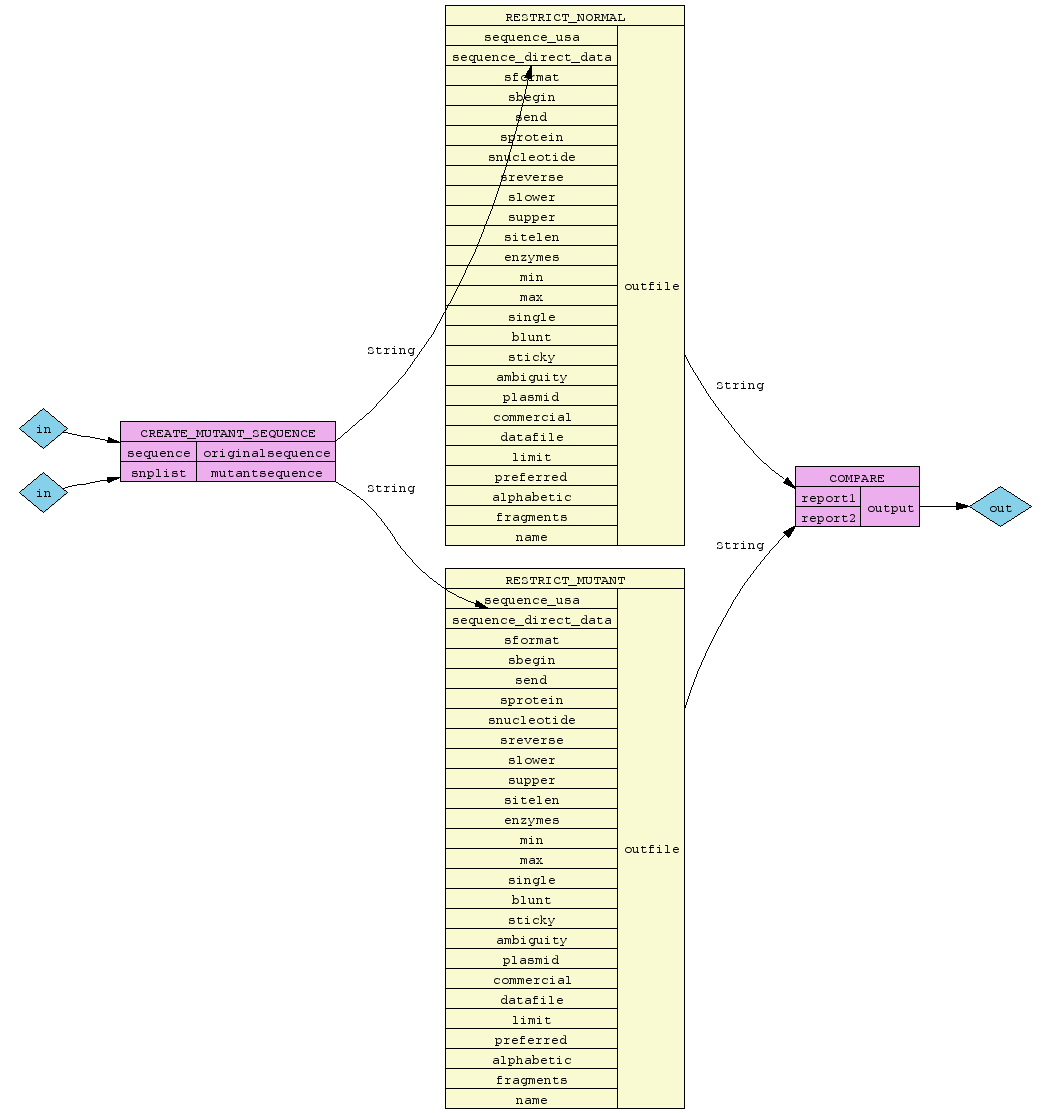 RESTRICT_NORMAL
sequence_usa
sequence_direct_data
sformat
sbegin
send
sprotein
snucleotide
sreverse
slower
supper
sitelen
enzymes
min
max
single
blunt
sticky
ambiguity
plasmid
commercial
datafile
limit
preferred
alphabetic
fragments
name
outfile
String
String
in
in
CREATE_MUTANT_SEQUENCE
sequence originalsequence
snplist mutantsequence
String
String
COMPARE
report1
report2
output
out
RESTRICT_MUTANT
sequence_usa
sequence_direct_data
sformat
sbegin
send
sprotein
snucleotide
sreverse
slower
supper
sitelen
enzymes
min
max
single
blunt
sticky
ambiguity
plasmid
commercial
datafile
limit
preferred
alphabetic
fragments
name
outfile